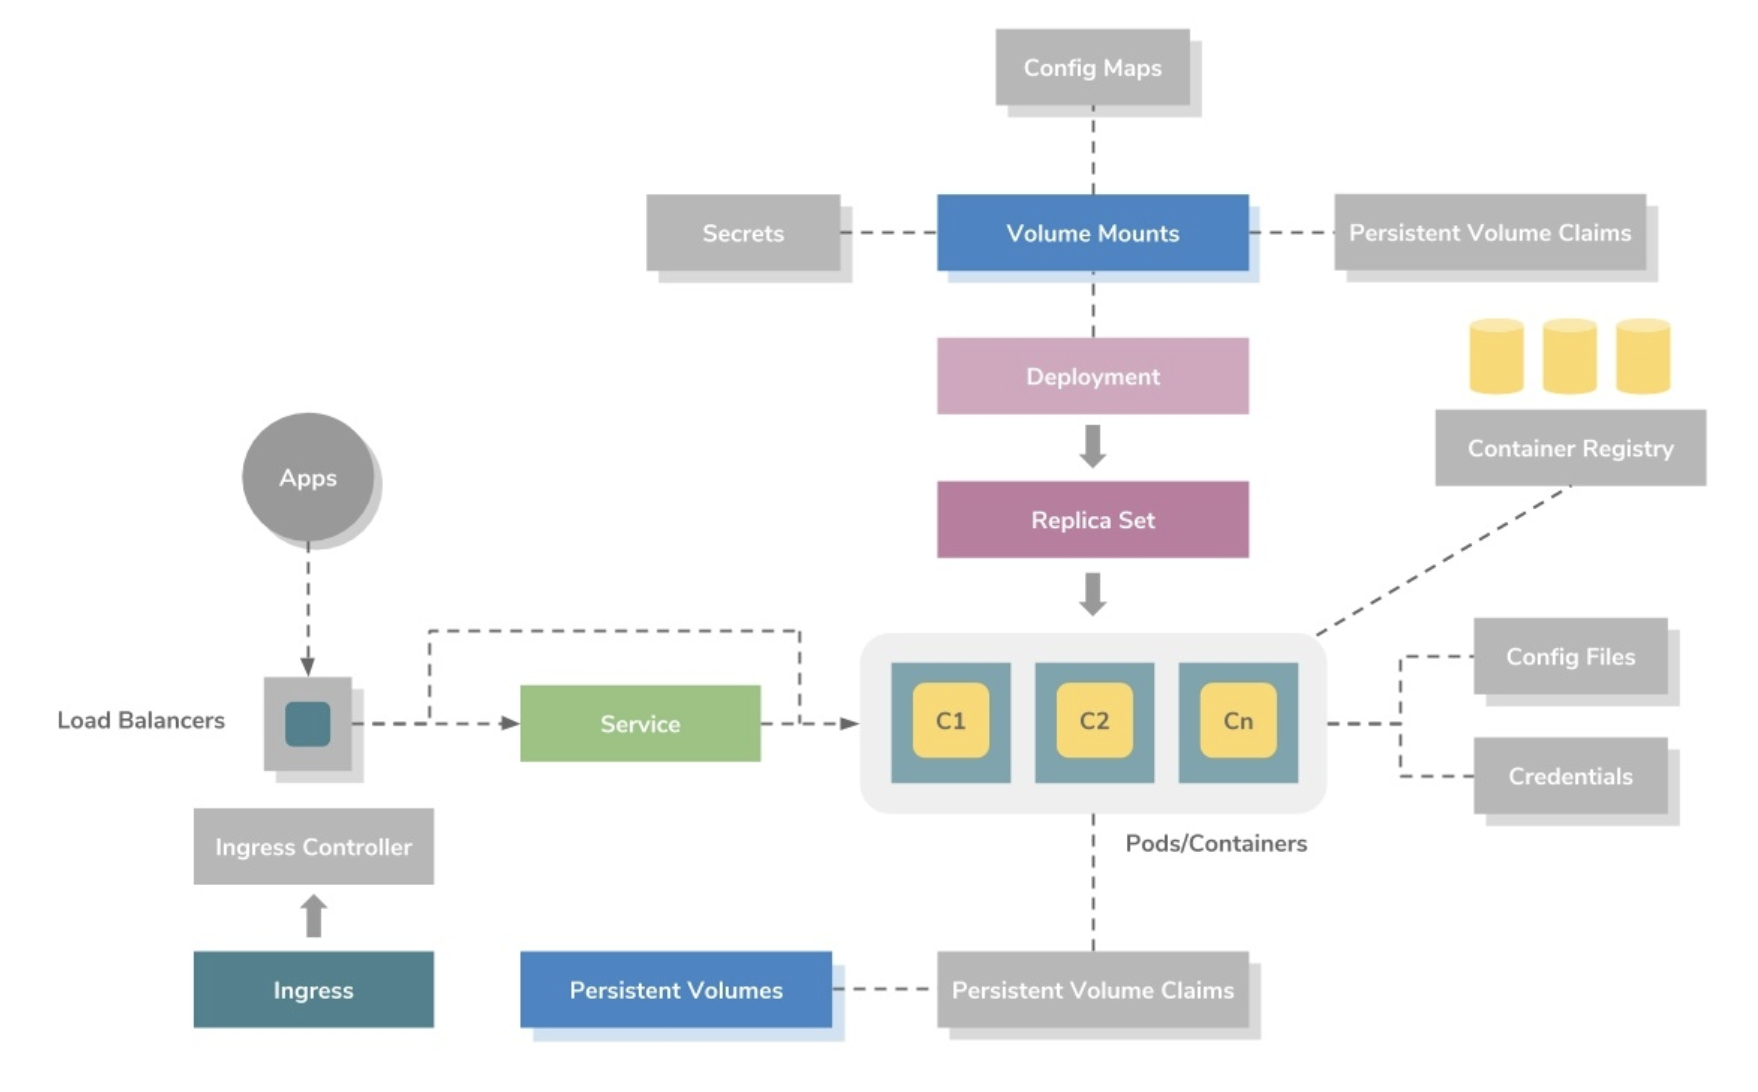 Config Maps
Secrets
Volume Mounts
Persistent Volume Claims
Deployment
Container Registry
Apps
Replica Set
Config Files
Load Balancers
Service
C1
C2
Cn
Credentials
Ingress Controller
Pods/Containers
Ingress
Persistent Volumes
Persistent Volume Claims